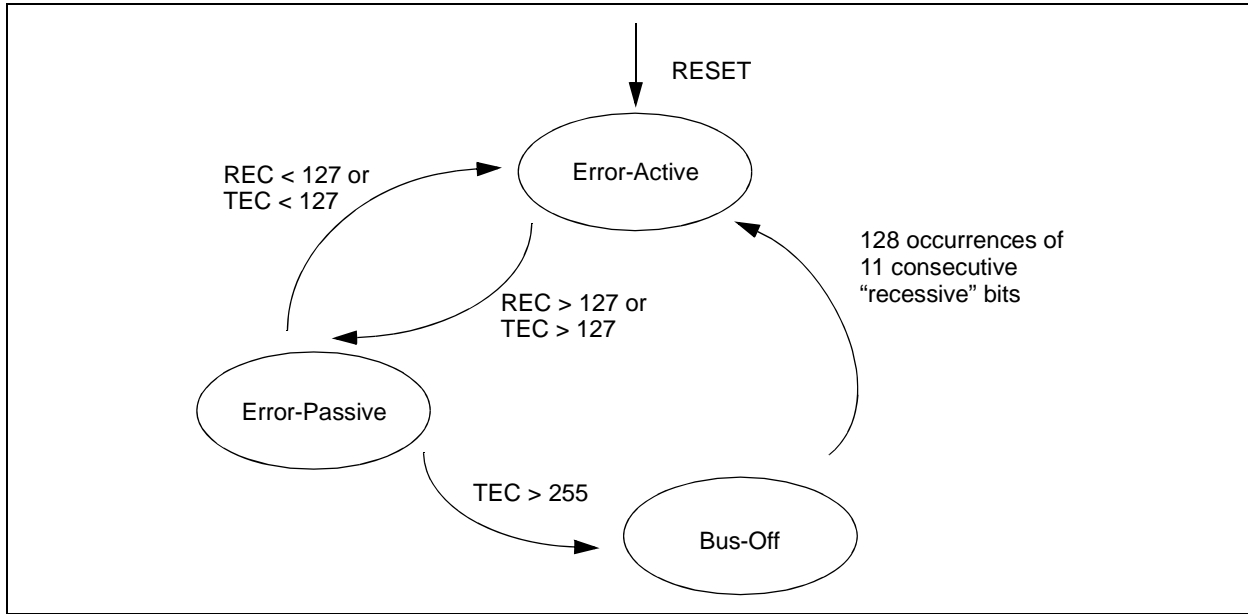 RESET
Error-Active
REC < 127 or
TEC < 127
128 occurrences of
11 consecutive
“recessive” bits
REC > 127 or
TEC > 127
Error-Passive
TEC > 255
Bus-Off